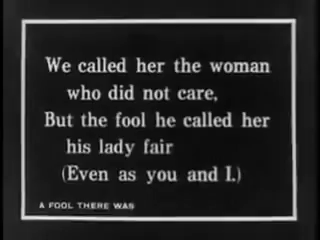 We called her the woman
who did not care,
But the fool he called her
his lady fair
(Even as you and I.)
A FOOL THERE WAS